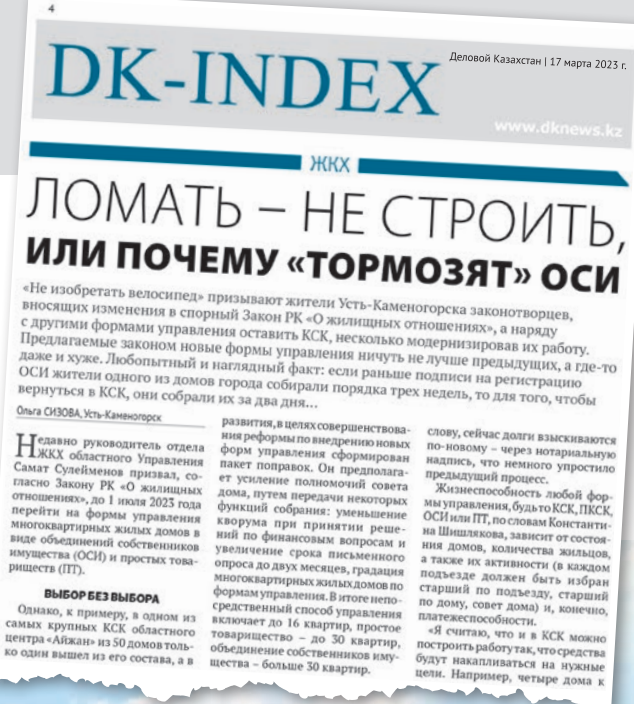 4
Деловой Казахстан | 17 марта 2023 г.
DK-INDEX
www.dknews.kz
ЖКХ
ЛОМАТЬ – НЕ СТРОИТЬ,
ИЛИ ПОЧЕМУ «ТОРМОЗЯТ» ОСИ
«Не изобретать велосипед» призывают жители Усть-Каменогорска законотворцев,
вносящих изменения в спорный Закон РК «О жилищных отношениях», а наряду
с другими формами управления оставить КСК, несколько модернизировав их работу.
Предлагаемые законом новые формы управления ничуть не лучше предыдущих, а где-то
даже и хуже. Любопытный и наглядный факт: если раньше подписи на регистрацию
ОСИ жители одного из домов города собирали порядка трех недель, то для того, чтобы
вернуться в КСК, они собрали их за два дня...
Ольга СИЗОВА, Усть-Каменогорск
Недавно руководитель отдела
ЖКХ областного Управления
Самат Сулейменов призвал, со-
гласно Закону РК «О жилищных
отношениях», до 1 июля 2023 года
перейти на формы управления
многоквартирных жилых домов в
виде объединений собственников
имущества (ОСИ) и простых това-
риществ (ПТ).
ВЫБОР БЕЗ ВЫБОРА
Однако, к примеру, в одном из
самых крупных КСК областного
центра «Айжан» из 50 домов толь-
ко один вышел из его состава, а в
развития, в целях совершенствова-
ния реформы по внедрению новых
форм управления сформирован
пакет поправок. Он предполага-
ет усиление полномочий совета
дома, путем передачи некоторых
функций собрания: уменьшение
кворума при принятии реше-
ний по финансовым вопросам и
увеличение срока письменного
опроса до двух месяцев, градация
многоквартирных жилых домов по
формам управления. В итоге непо-
средственный способ управления
включает до 16 квартир, простое
товарищество – до 30 квартир,
объединение собственников иму-
щества – больше 30 квартир.
слову, сейчас долги взыскиваются
по-новому – через нотариальную
надпись, что немного упростило
предыдущий процесс.
Жизнеспособность любой фор-
мы управления, будь то КСК, ПКСК,
ОСИ или ПТ, по словам Константи-
на Шишлякова, зависит от состоя-
ния домов, количества жильцов,
а также их активности (в каждом
подъезде должен быть избран
старший по подъезду, старший
по дому, совет дома) и, конечно,
платежеспособности.
«Я считаю, что и в КСК можно
построить работу так, что средства
будут накапливаться на нужные
цели. Например, четыре дома к